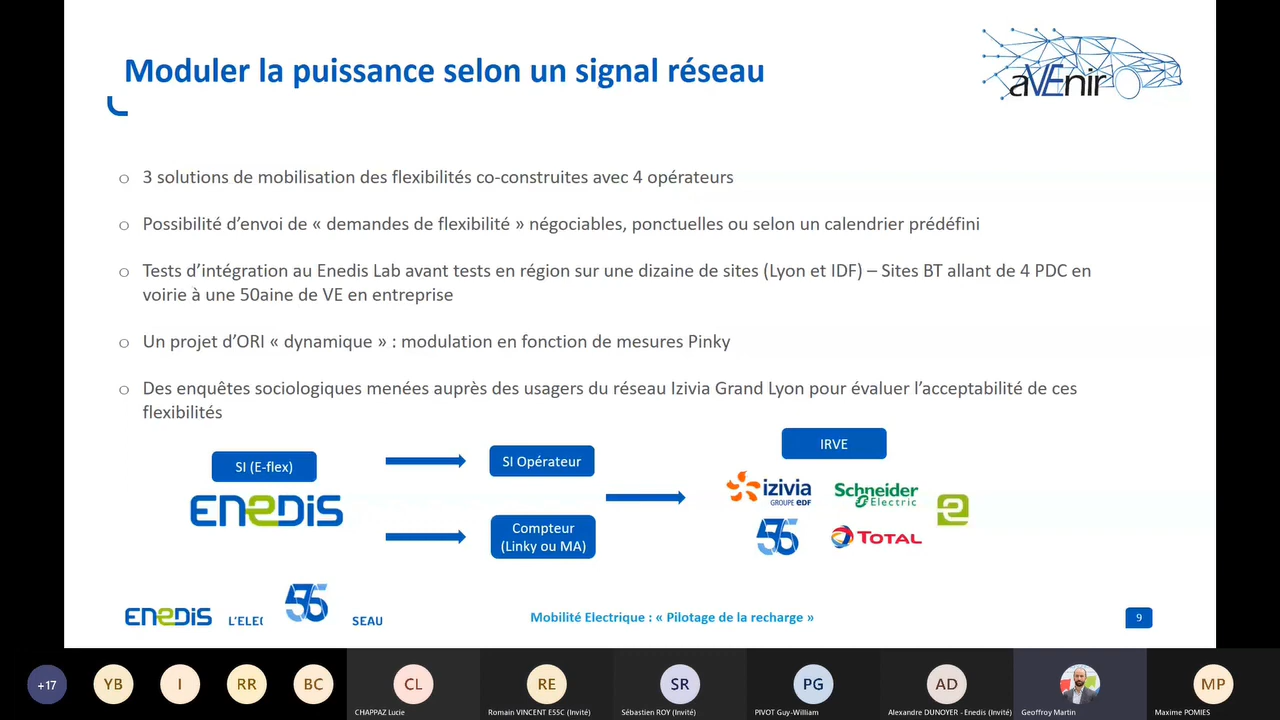 Moduler la puissance selon un signal réseau
aVEnir
○ 3 solutions de mobilisation des flexibilités co-construites avec 4 opérateurs
○ Possibilité d’envoi de « demandes de flexibilité » négociables, ponctuelles ou selon un calendrier prédéfini
○ Tests d’intégration au Enedis Lab avant tests en région sur une dizaine de sites (Lyon et IDF) – Sites BT allant de 4 PDC en
voirie à une 50aine de VE en entreprise
○ Un projet d’ORI « dynamique » : modulation en fonction de mesures Pinky
○ Des enquêtes sociologiques menées auprès des usagers du réseau Izivia Grand Lyon pour évaluer l’acceptabilité de ces
flexibilités
IRVE
SI (E-flex)
SI Opérateur
izivia
GROUPE EDF
Schneider
Electric
ENEDIS
Compteur
(Linky ou MA)
TOTAL
ENEDIS
L’ELEC
SEAU
Mobilité Electrique : « Pilotage de la recharge »
9
+17
YB
I
RR
BC
CL
RE
SR
PG
AD
MP
CHAPPAZ Lucie
Romain VINCENT E5SC (Invité)
Sébastien ROY (Invité)
PIVOT Guy-William
Alexandre DUNOYER - Enedis (Invité)
Geoffroy Martin
Maxime POMIES